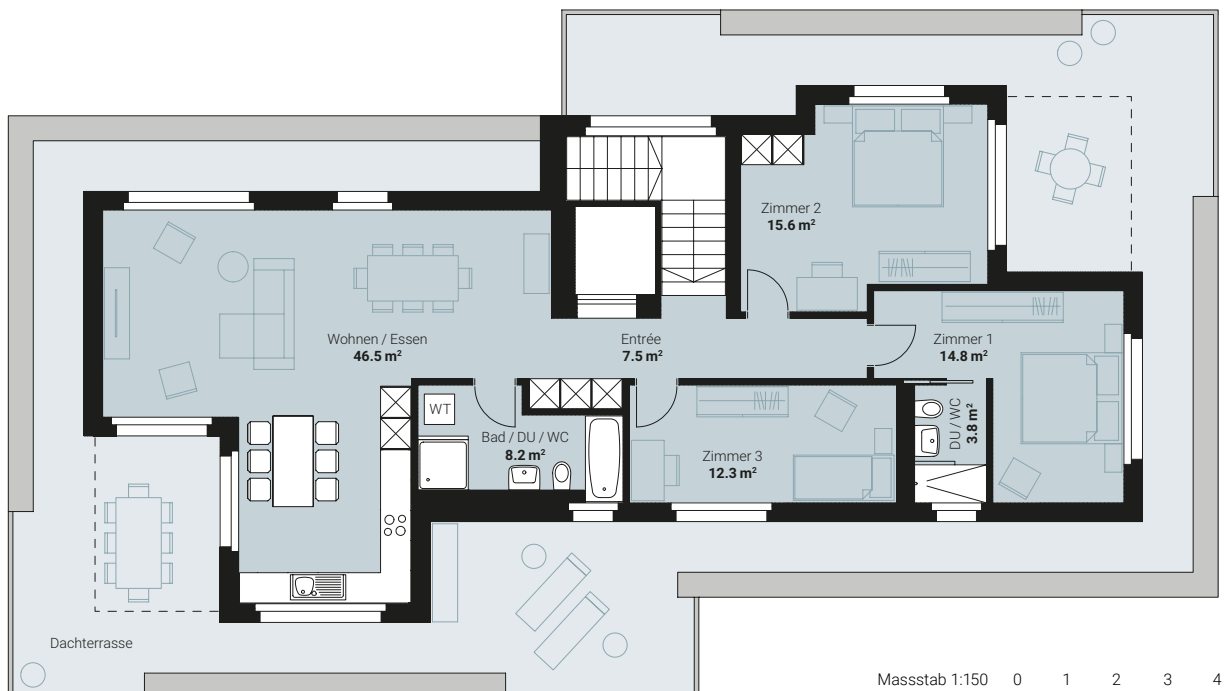 Zimmer 2
15.6 m²
Wohnen / Essen
46.5 m²
Entrée
7.5 m²
Zimmer 1
14.8 m²
WT
Bad / DU / WC
8.2 m²
Zimmer 3
12.3 m²
DU / WC
3.8 m²
Dachterrasse
Massstab 1:150 0 1 2 3 4